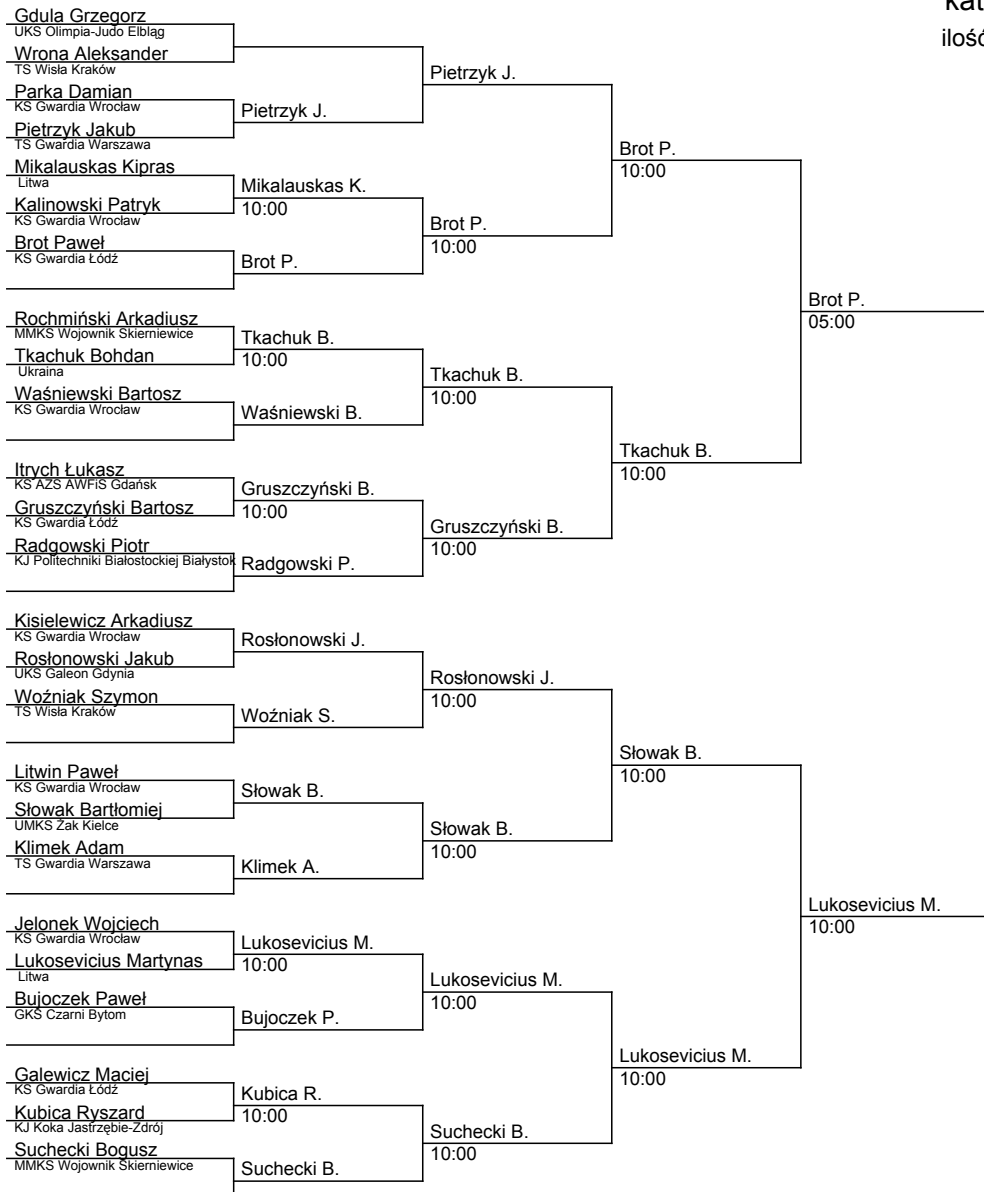 kat
ilość
Gdula Grzegorz
UKS Olimpia-Judo Elbląg
Wrona Aleksander
TS Wisła Kraków
Parka Damian
KS Gwardia Wrocław
Pietrzyk Jakub
TS Gwardia Warszawa
Mikalauskas Kipras
Litwa
Kalinowski Patryk
KS Gwardia Wrocław
Brot Paweł
KS Gwardia Łódź
Rochmiński Arkadiusz
MMKS Wojownik Skierniewice
Tkachuk Bohdan
Ukraina
Waśniewski Bartosz
KS Gwardia Wrocław
Itrych Łukasz
KS AZS AWFiS Gdańsk
Gruszczyński Bartosz
KS Gwardia Łódź
Radgowski Piotr
KJ Politechniki Białostockiej Białystok
Kisielewicz Arkadiusz
KS Gwardia Wrocław
Rosłonowski Jakub
UKS Galeon Gdynia
Woźniak Szymon
TS Wisła Kraków
Litwin Paweł
KS Gwardia Wrocław
Słowak Bartłomiej
UMKS Żak Kielce
Klimek Adam
TS Gwardia Warszawa
Jelonek Wojciech
KS Gwardia Wrocław
Lukosevicius Martynas
Litwa
Bujoczek Paweł
GKS Czarni Bytom
Galewicz Maciej
KS Gwardia Łódź
Kubica Ryszard
KJ Koka Jastrzębie-Zdrój
Suchecki Bogusz
MMKS Wojownik Skierniewice
Pietrzyk J.
Mikalauskas K.
10:00
Brot P.
Tkachuk B.
10:00
Waśniewski B.
Gruszczyński B.
10:00
Radgowski P.
Rosłonowski J.
Woźniak S.
Słowak B.
Klimek A.
Lukosevicius M.
10:00
Bujoczek P.
Kubica R.
10:00
Suchecki B.
Pietrzyk J.
Brot P.
10:00
Tkachuk B.
10:00
Gruszczyński B.
10:00
Rosłonowski J.
10:00
Słowak B.
10:00
Lukosevicius M.
10:00
Suchecki B.
10:00
Brot P.
10:00
Tkachuk B.
10:00
Słowak B.
10:00
Lukosevicius M.
10:00
Brot P.
05:00
Lukosevicius M.
10:00